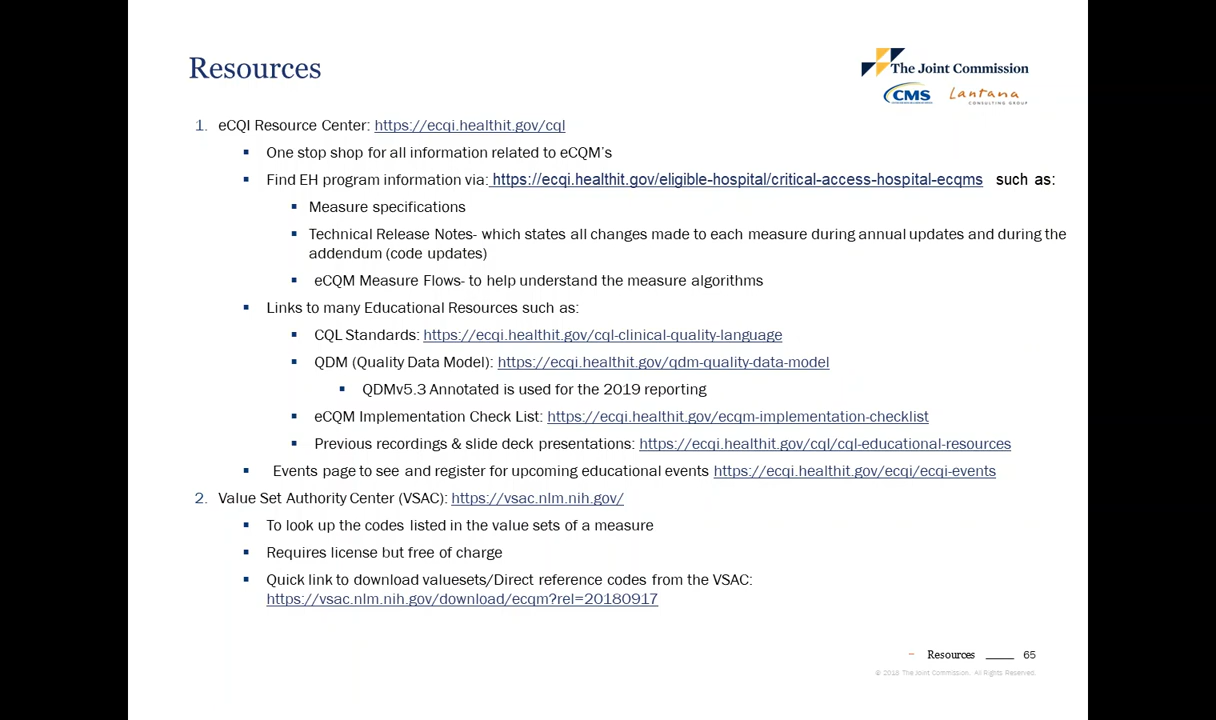 Resources
The Joint Commission
CMS
Lantana
CONSULTING GROUP
1. eCQI Resource Center: https://ecqi.healthit.gov/cql
▪ One stop shop for all information related to eCQM's
▪ Find EH program information via: https://ecqi.healthit.gov/eligible-hospital/critical-access-hospital-ecqms such as:
▪ Measure specifications
▪ Technical Release Notes- which states all changes made to each measure during annual updates and during the
addendum (code updates)
▪ eCQM Measure Flows- to help understand the measure algorithms
▪ Links to many Educational Resources such as:
▪ CQL Standards: https://ecqi.healthit.gov/cql-clinical-quality-language
▪ QDM (Quality Data Model): https://ecqi.healthit.gov/qdm-quality-data-model
▪ QDMv5.3 Annotated is used for the 2019 reporting
▪ eCQM Implementation Check List: https://ecqi.healthit.gov/ecqm-implementation-checklist
▪ Previous recordings & slide deck presentations: https://ecqi.healthit.gov/cql/cql-educational-resources
▪ Events page to see and register for upcoming educational events https://ecqi.healthit.gov/ecqi/ecqi-events
2. Value Set Authority Center (VSAC): https://vsac.nlm.nih.gov/
▪ To look up the codes listed in the value sets of a measure
▪ Requires license but free of charge
▪ Quick link to download valuesets/Direct reference codes from the VSAC:
https://vsac.nlm.nih.gov/download/ecqm?rel=20180917
– Resources 65
© 2018 The Joint Commission. All Rights Reserved.